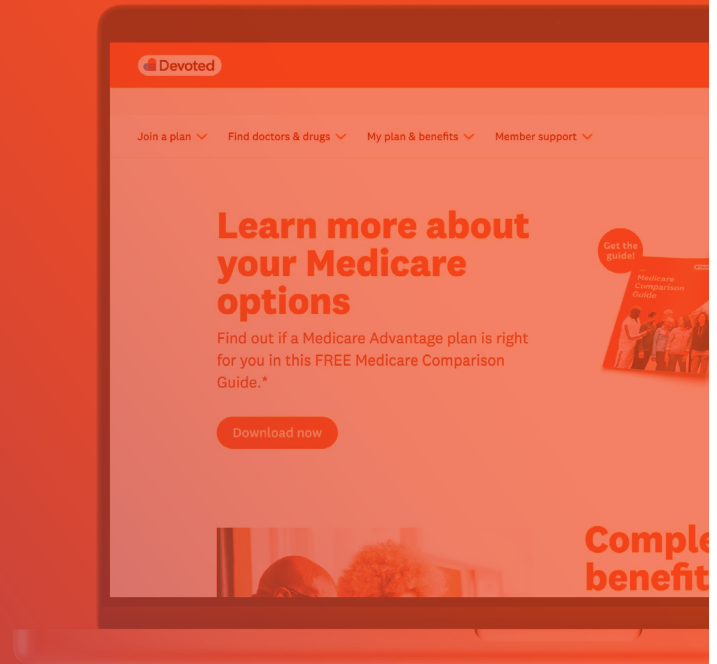 Devoted
Join a plan
Find doctors & drugs
My plan & benefits
Member support
Learn more about
your Medicare
options
Find out if a Medicare Advantage plan is right
for you in this FREE Medicare Comparison
Guide.*
Download now
Get the
guide!
Medicare
Comparison
Guide
Comple
benefit